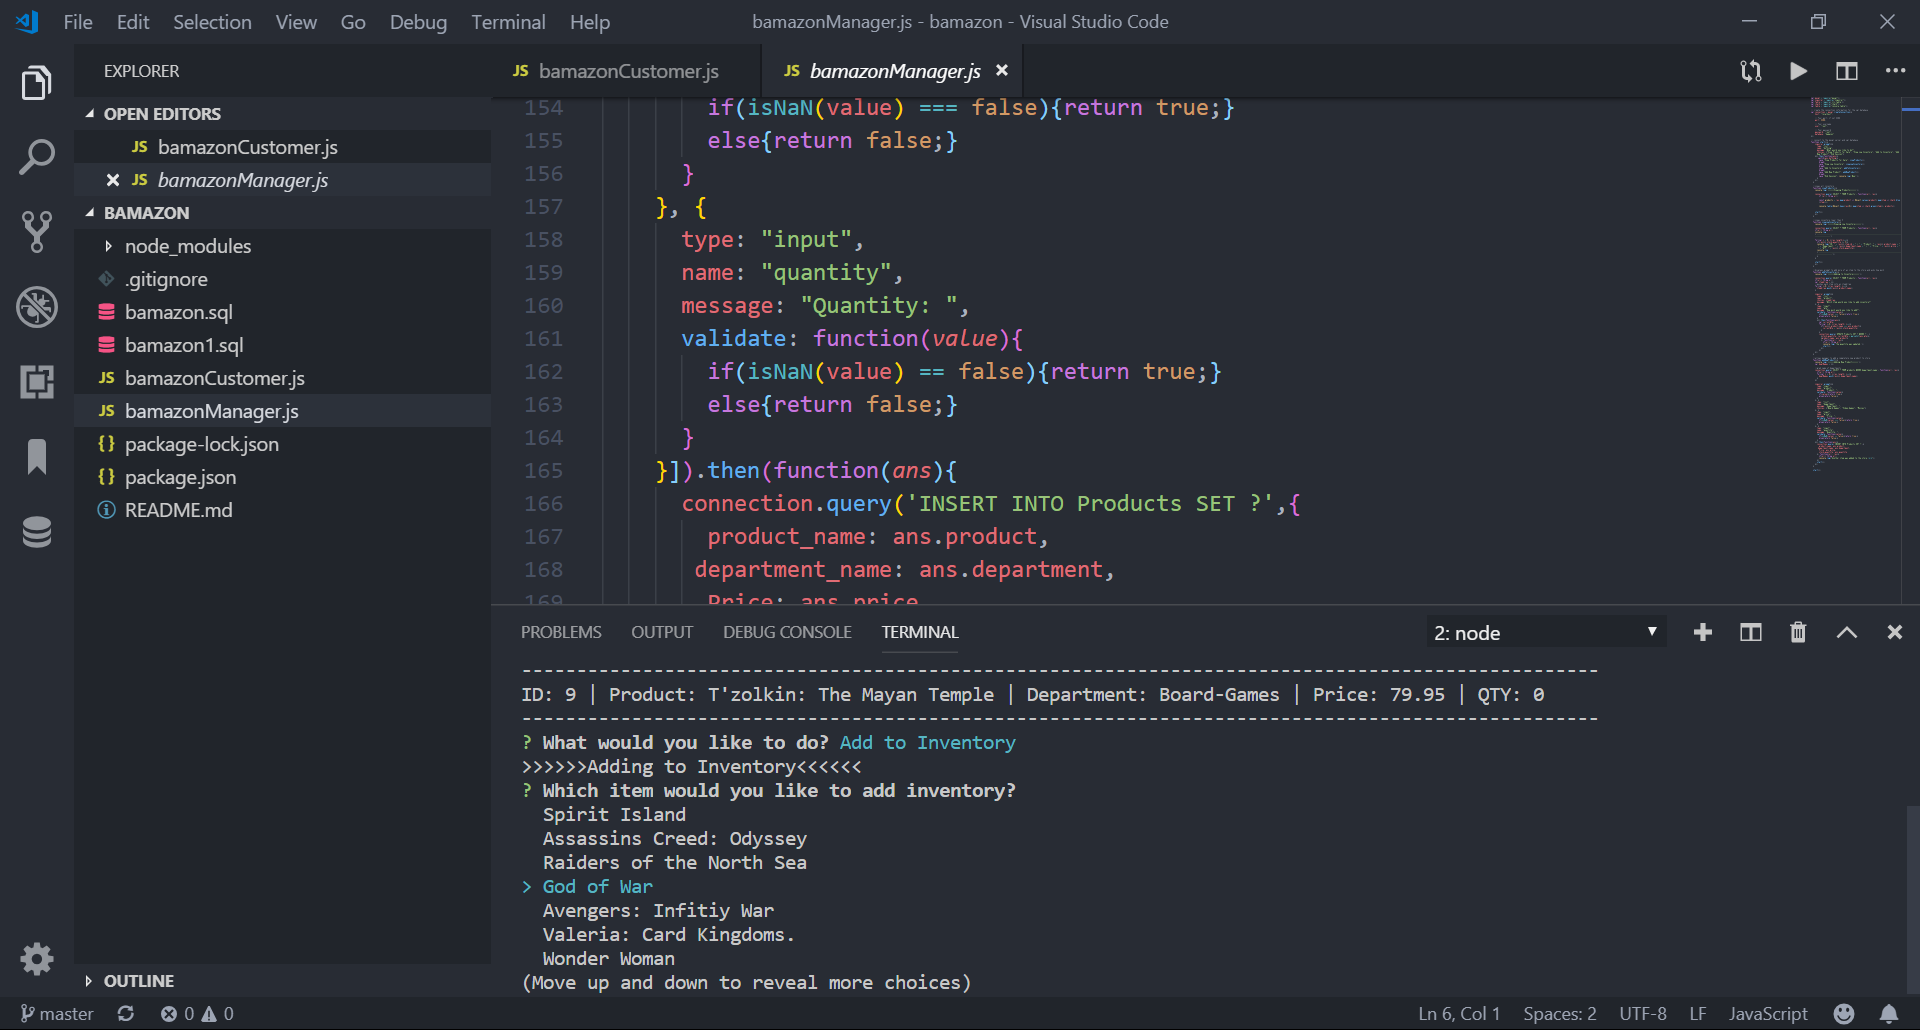 File Edit Selection View Go Debug Terminal Help bamazonManager.js - bamazon - Visual Studio Code
EXPLORER
OPEN EDITORS
JS bamazonCustomer.js
JS bamazonManager.js
BAMAZON
node_modules
.gitignore
bamazon.sql
bamazon1.sql
JS bamazonCustomer.js
JS bamazonManager.js
{} package-lock.json
{} package.json
README.md
OUTLINE
JS bamazonCustomer.js JS bamazonManager.js
154 if(isNaN(value) === false){return true;}
155 else{return false;}
156 }
157 }, {
158 type: "input",
159 name: "quantity",
160 message: "Quantity: ",
161 validate: function(value){
162 if(isNaN(value) == false){return true;}
163 else{return false;}
164 }
165 }]).then(function(ans){
166 connection.query('INSERT INTO Products SET ?',{
167 product_name: ans.product,
168 department_name: ans.department,
169 Price: ans.price
PROBLEMS OUTPUT DEBUG CONSOLE TERMINAL 2: node
--------------------------------------------------------------------------------------------------
ID: 9 | Product: T'zolkin: The Mayan Temple | Department: Board-Games | Price: 79.95 | QTY: 0
--------------------------------------------------------------------------------------------------
? What would you like to do? Add to Inventory
>>>>>>Adding to Inventory<<<<<<
? Which item would you like to add inventory?
Spirit Island
Assassins Creed: Odyssey
Raiders of the North Sea
> God of War
Avengers: Infitiy War
Valeria: Card Kingdoms.
Wonder Woman
(Move up and down to reveal more choices)
master 0 0 Ln 6, Col 1 Spaces: 2 UTF-8 LF JavaScript